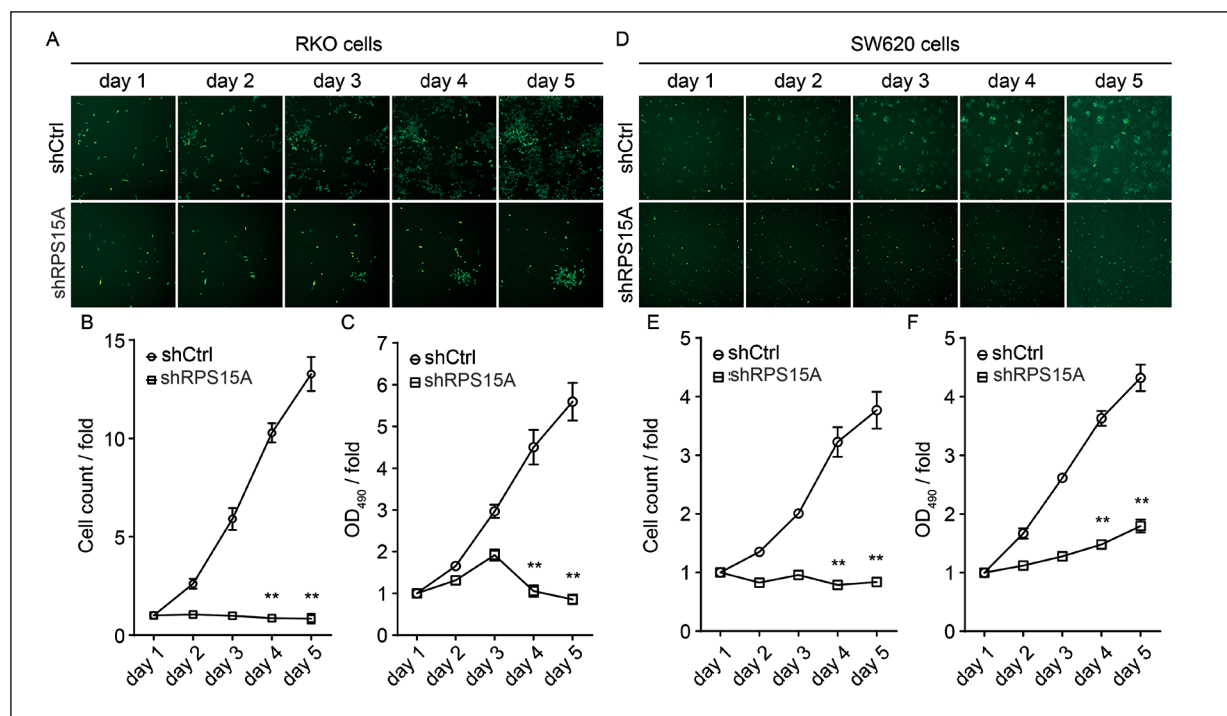 A
RKO cells
day 1 day 2 day 3 day 4 day 5
shCtrl
shRPS15A
D
SW620 cells
day 1 day 2 day 3 day 4 day 5
shCtrl
shRPS15A
B
Cell count / fold
15
10
5
0
shCtrl
shRPS15A
** **
day 1 day 2 day 3 day 4 day 5
C
OD490 / fold
7
6
5
4
3
2
1
0
shCtrl
shRPS15A
** **
day 1 day 2 day 3 day 4 day 5
E
Cell count / fold
5
4
3
2
1
0
shCtrl
shRPS15A
** **
day 1 day 2 day 3 day 4 day 5
F
OD490 / fold
5
4
3
2
1
0
shCtrl
shRPS15A
** **
day 1 day 2 day 3 day 4 day 5